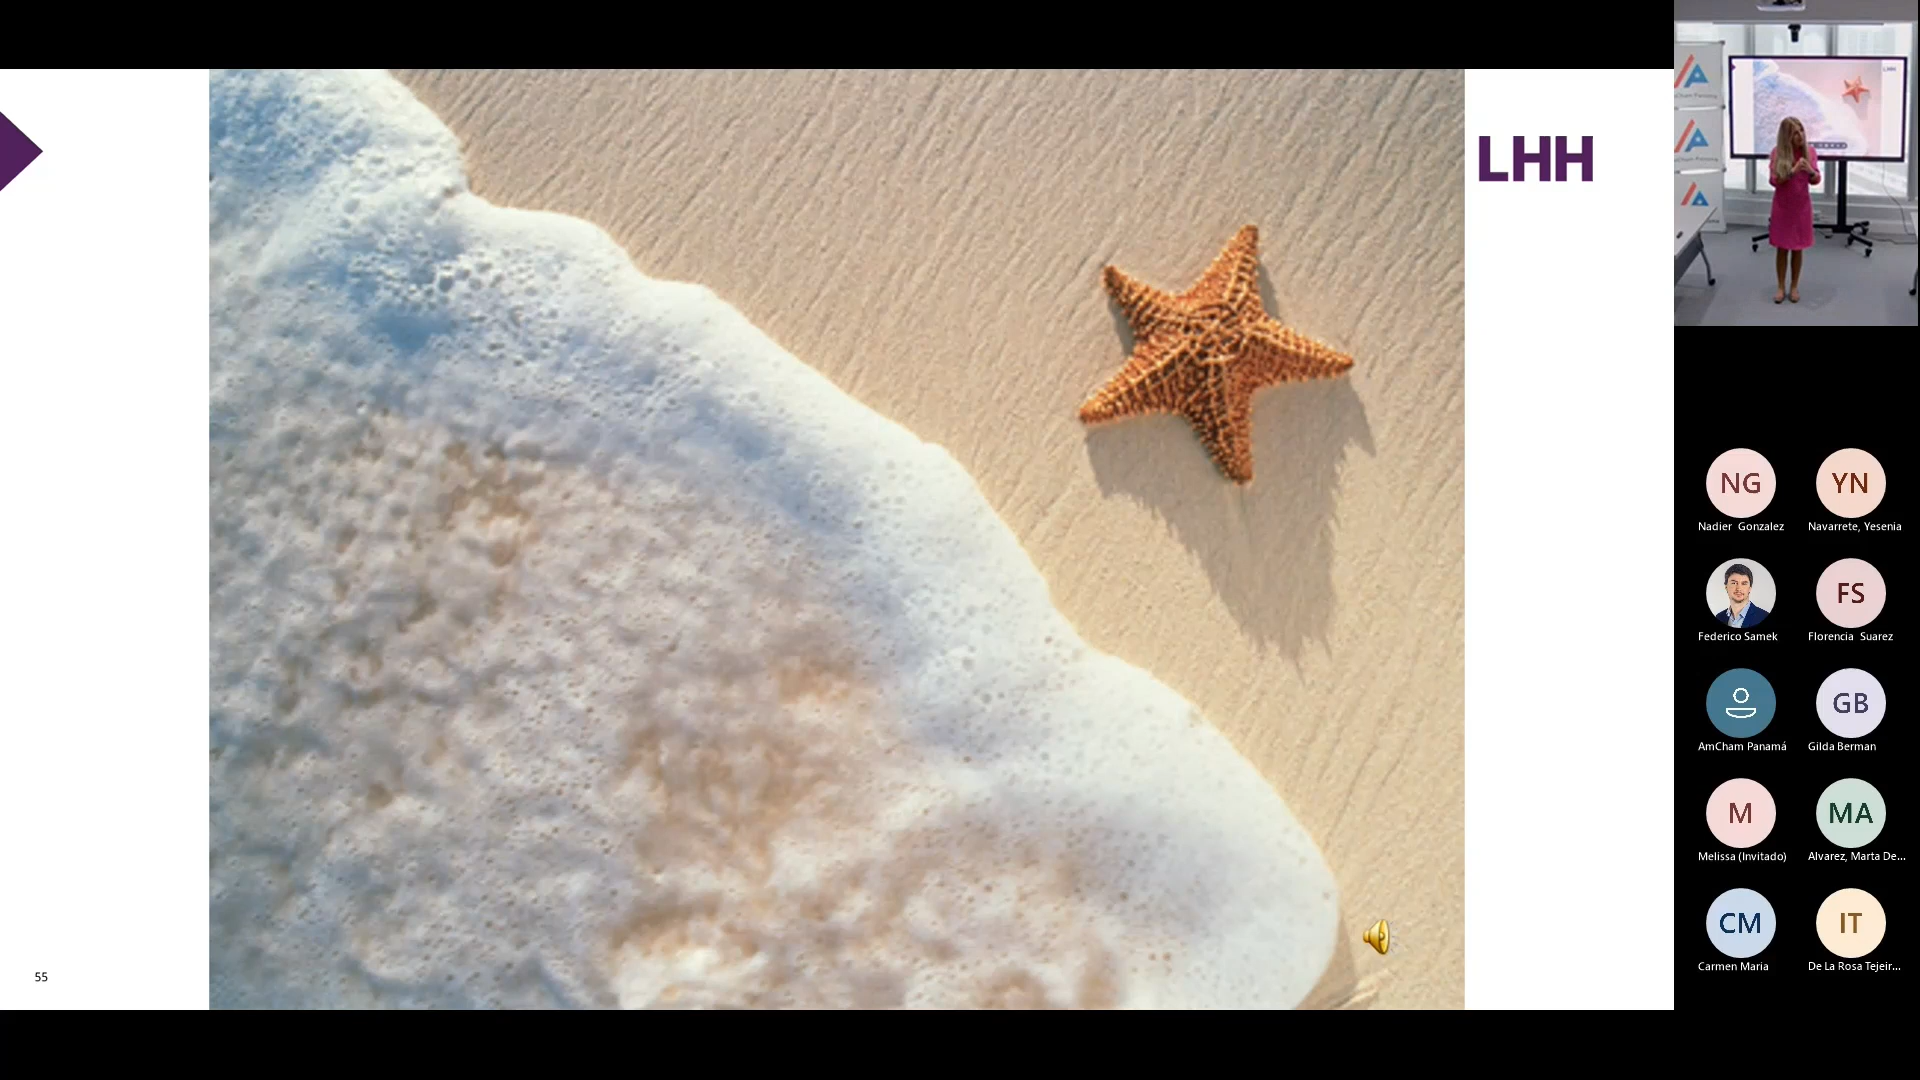 LHH
55
NG
Nadier Gonzalez
YN
Navarrete, Yesenia
Federico Samek
FS
Florencia Suarez
AmCham Panamá
GB
Gilda Berman
M
Melissa (Invitado)
MA
Alvarez, Marta De...
CM
Carmen Maria
IT
De La Rosa Tejeir...